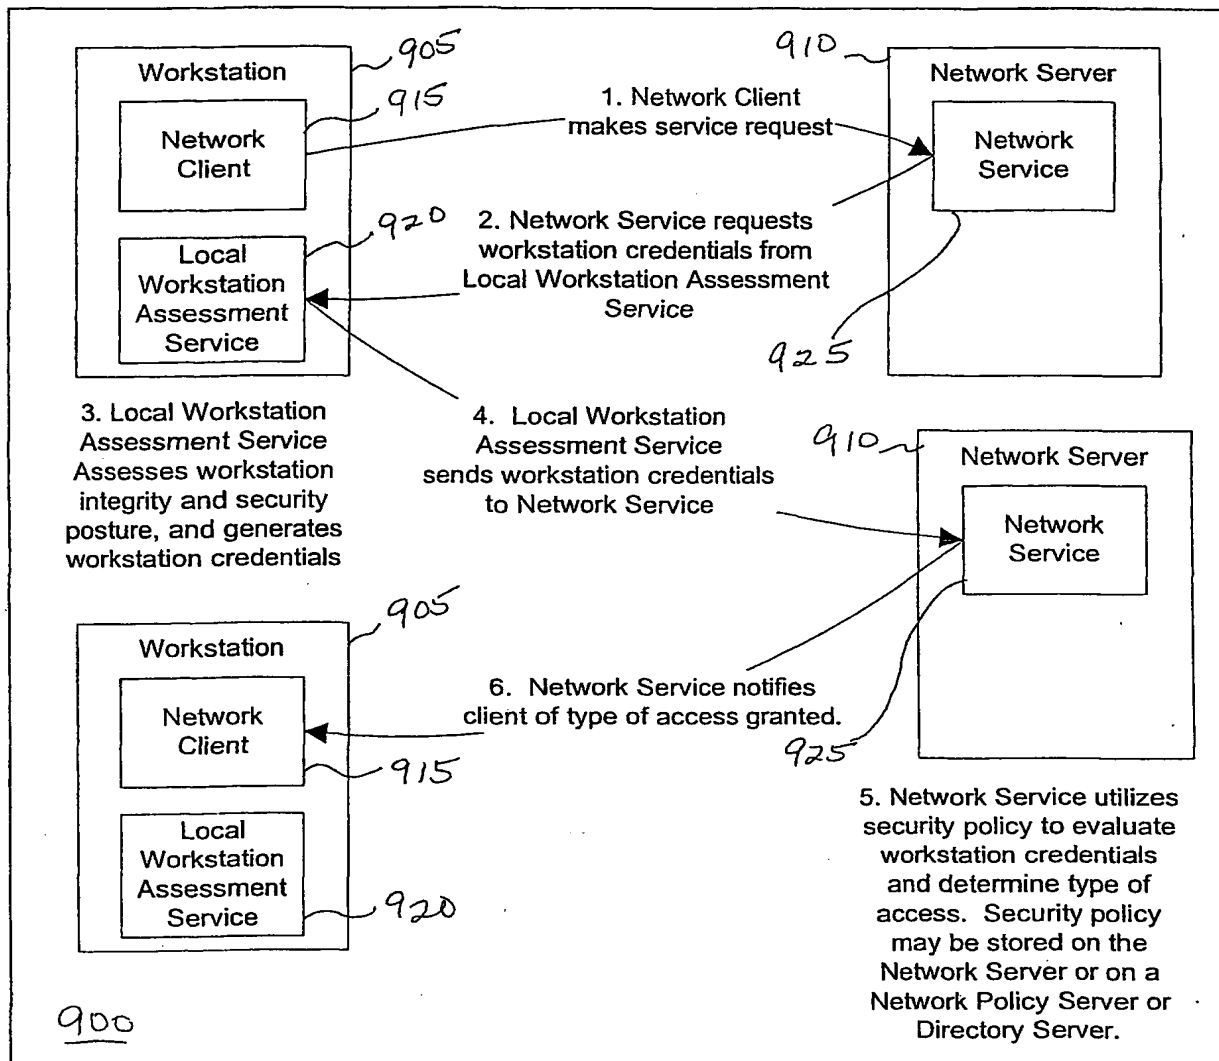 905
Workstation
915
Network
Client
920
Local
Workstation
Assessment
Service
1. Network Client
makes service request
910
Network Server
Network
Service
925
2. Network Service requests
workstation credentials from
Local Workstation Assessment
Service
3. Local Workstation
Assessment Service
Assesses workstation
integrity and security
posture, and generates
workstation credentials
4. Local Workstation
Assessment Service
sends workstation credentials
to Network Service
910
Network Server
Network
Service
925
905
Workstation
Network
Client
915
Local
Workstation
Assessment
Service
920
6. Network Service notifies
client of type of access granted.
5. Network Service utilizes
security policy to evaluate
workstation credentials
and determine type of
access. Security policy
may be stored on the
Network Server or on a
Network Policy Server or
Directory Server.
900